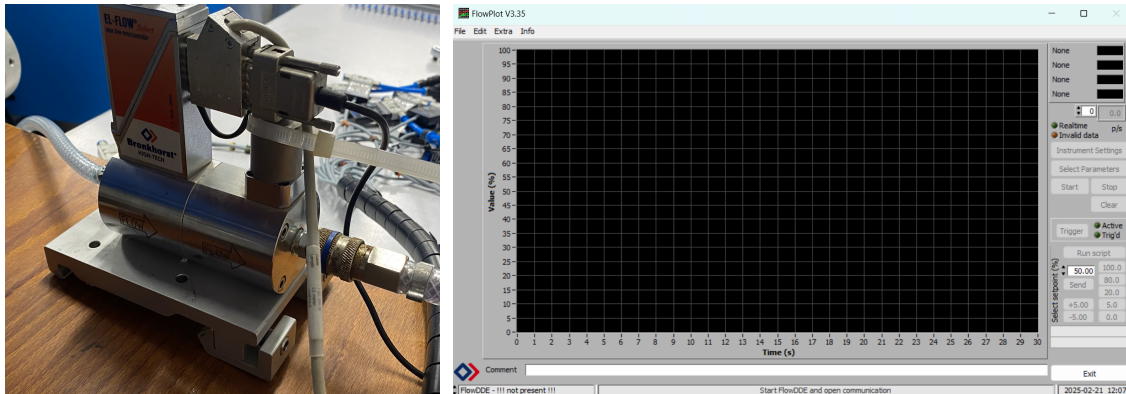 EL-FLOW® Select
Bronkhorst®
HIGH-TECH
FLOW
FLOW
FlowPlot V3.35
File Edit Extra Info
100
95
90
85
80
75
70
65
60
55
50
45
40
35
30
25
20
15
10
5
0
Value (%)
0 1 2 3 4 5 6 7 8 9 10 11 12 13 14 15 16 17 18 19 20 21 22 23 24 25 26 27 28 29 30
Time (s)
None
None
None
None
0 0.0
Realtime p/s
Invalid data
Instrument Settings
Select Parameters
Start Stop
Clear
Trigger Active
Trig'd
Run script
Select setpoint (%)
50.00 100.0
Send 80.0
20.0
+5.00 5.0
-5.00 0.0
Comment
Exit
FlowDDE - !!! not present !!! Start FlowDDE and open communication 2025-02-21 12:07